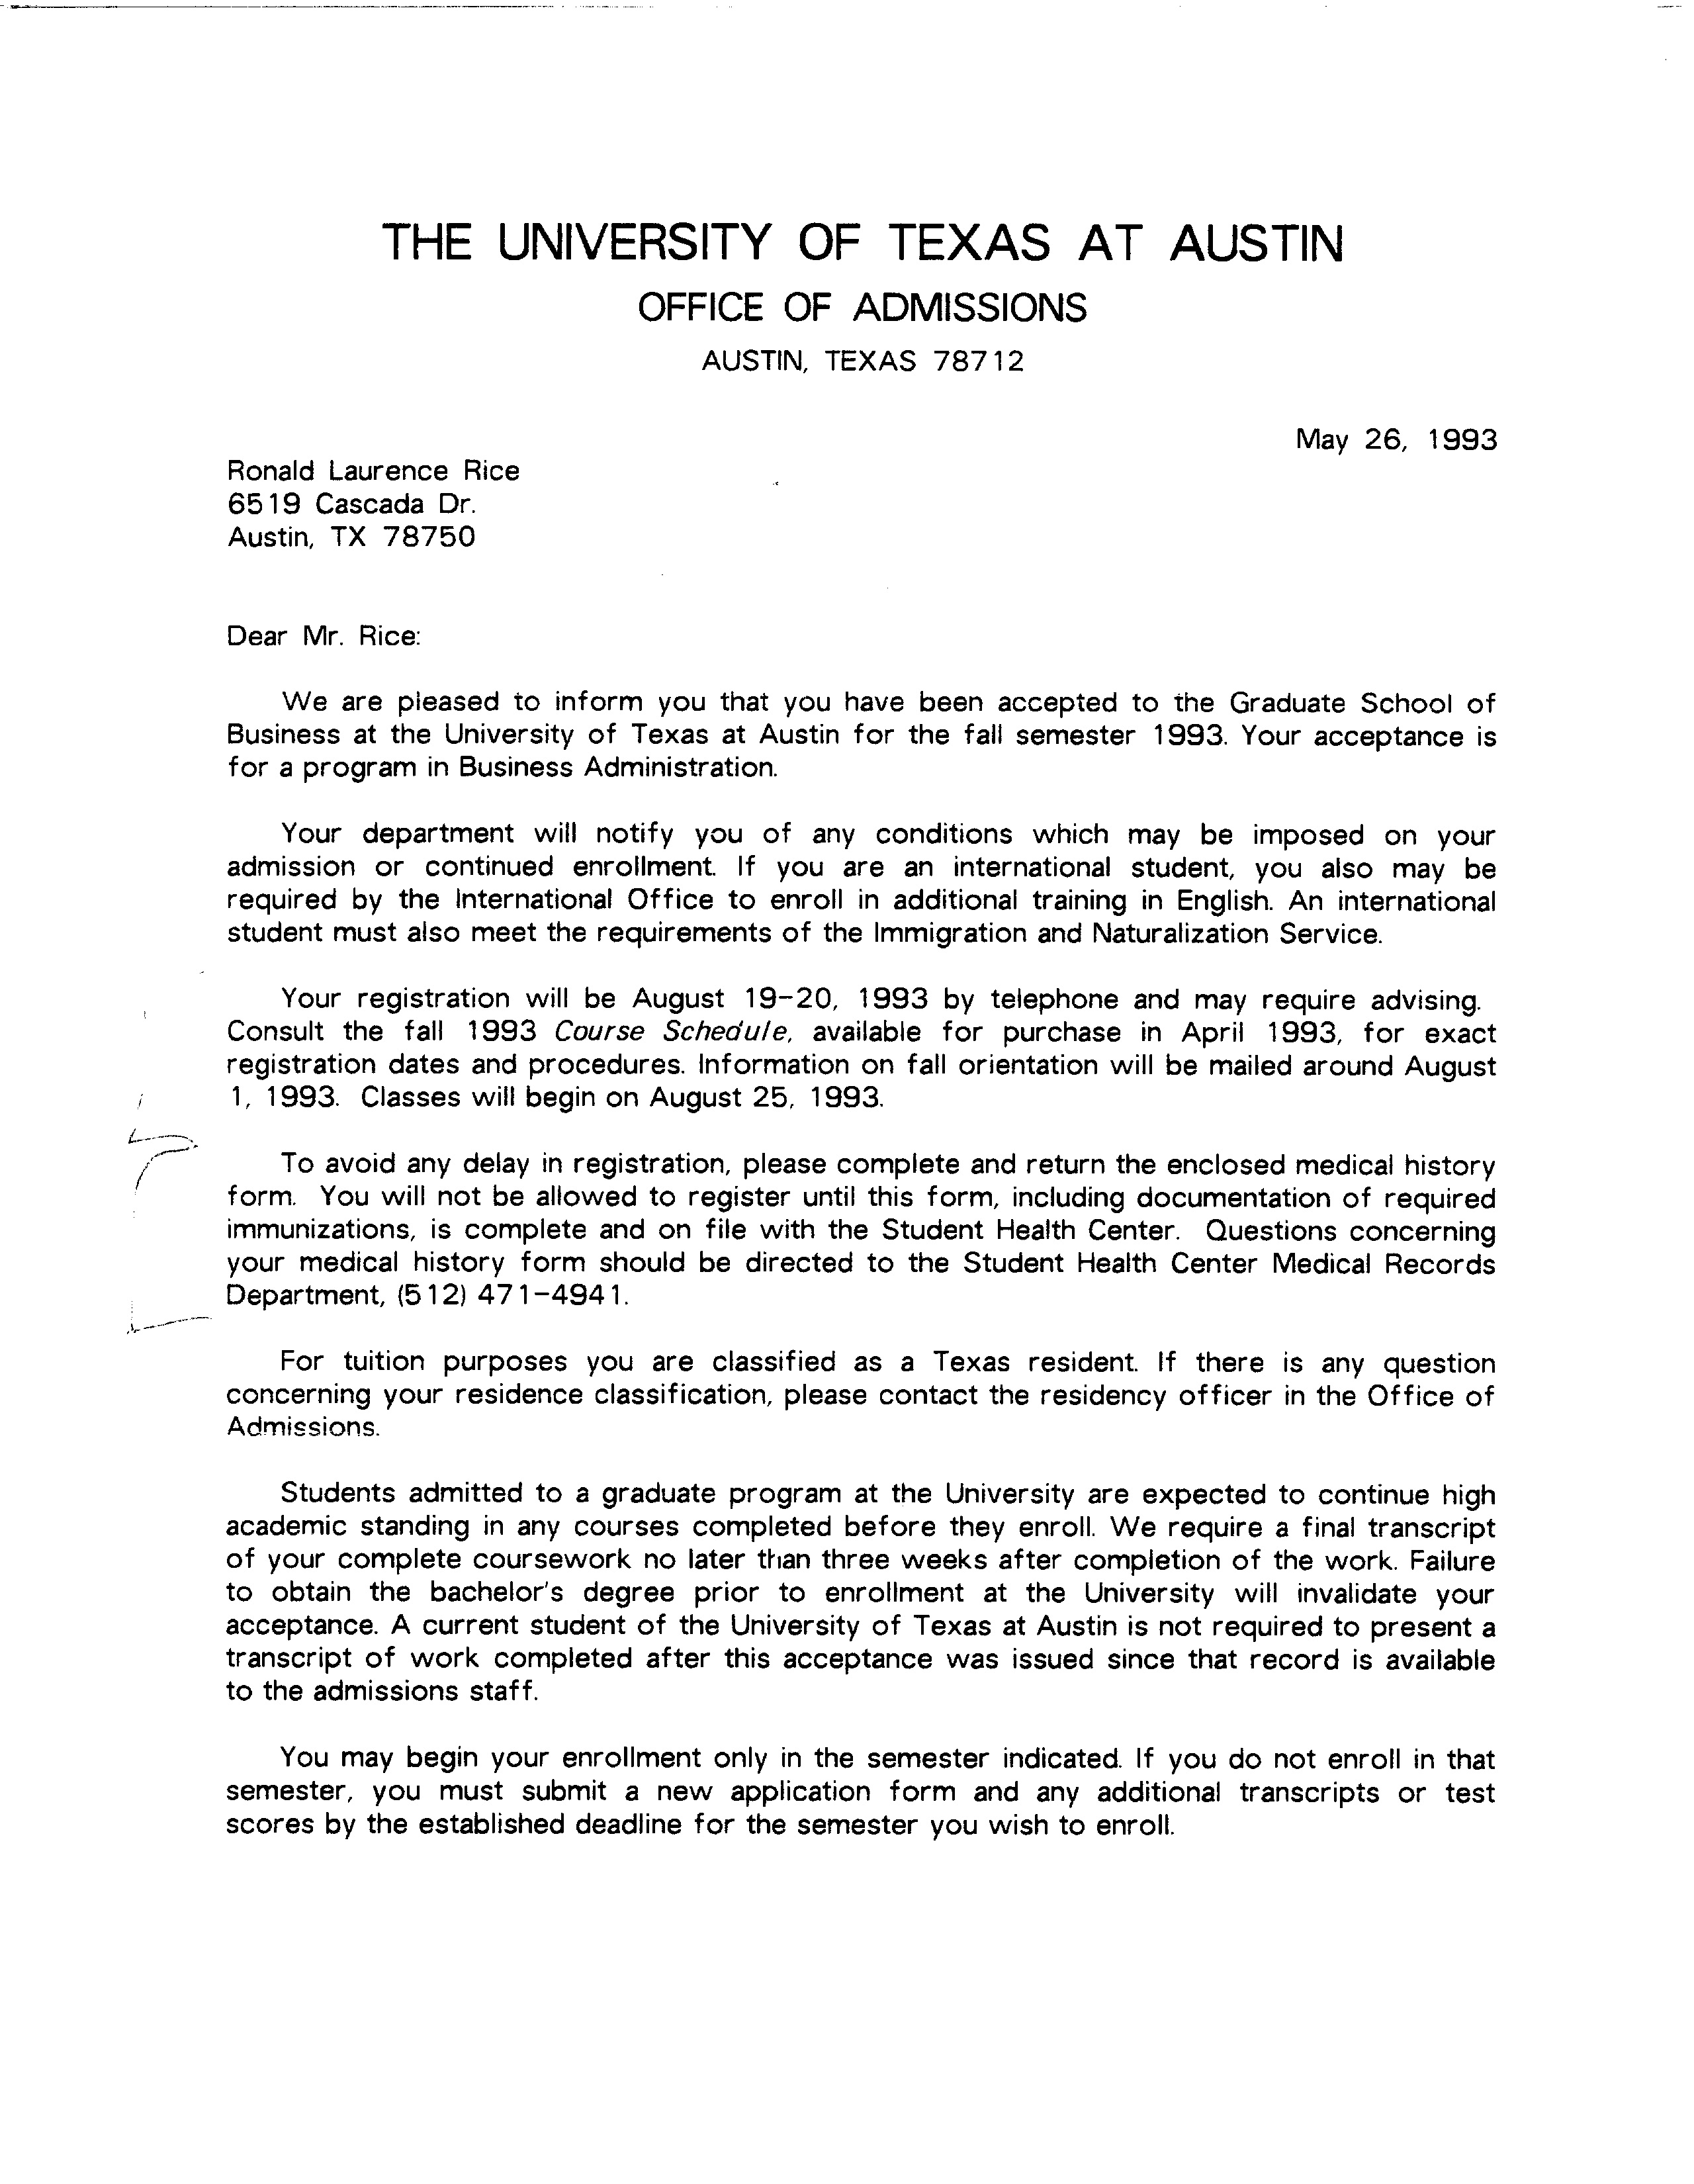 THE UNIVERSITY OF TEXAS AT AUSTIN
OFFICE OF ADMISSIONS
AUSTIN, TEXAS 78712
May 26, 1993
Ronald Laurence Rice
6519 Cascada Dr.
Austin, TX 78750
Dear Mr. Rice:
We are pleased to inform you that you have been accepted to the Graduate School of
Business at the University of Texas at Austin for the fall semester 1993. Your acceptance is
for a program in Business Administration.
Your department will notify you of any conditions which may be imposed on your
admission or continued enrollment. If you are an international student, you also may be
required by the International Office to enroll in additional training in English. An international
student must also meet the requirements of the Immigration and Naturalization Service.
Your registration will be August 19-20, 1993 by telephone and may require advising.
Consult the fall 1993 Course Schedule, available for purchase in April 1993, for exact
registration dates and procedures. Information on fall orientation will be mailed around August
1, 1993. Classes will begin on August 25, 1993.
To avoid any delay in registration, please complete and return the enclosed medical history
form. You will not be allowed to register until this form, including documentation of required
immunizations, is complete and on file with the Student Health Center. Questions concerning
your medical history form should be directed to the Student Health Center Medical Records
Department, (512) 471-4941.
For tuition purposes you are classified as a Texas resident. If there is any question
concerning your residence classification, please contact the residency officer in the Office of
Admissions.
Students admitted to a graduate program at the University are expected to continue high
academic standing in any courses completed before they enroll. We require a final transcript
of your complete coursework no later than three weeks after completion of the work. Failure
to obtain the bachelor's degree prior to enrollment at the University will invalidate your
acceptance. A current student of the University of Texas at Austin is not required to present a
transcript of work completed after this acceptance was issued since that record is available
to the admissions staff.
You may begin your enrollment only in the semester indicated. If you do not enroll in that
semester, you must submit a new application form and any additional transcripts or test
scores by the established deadline for the semester you wish to enroll.